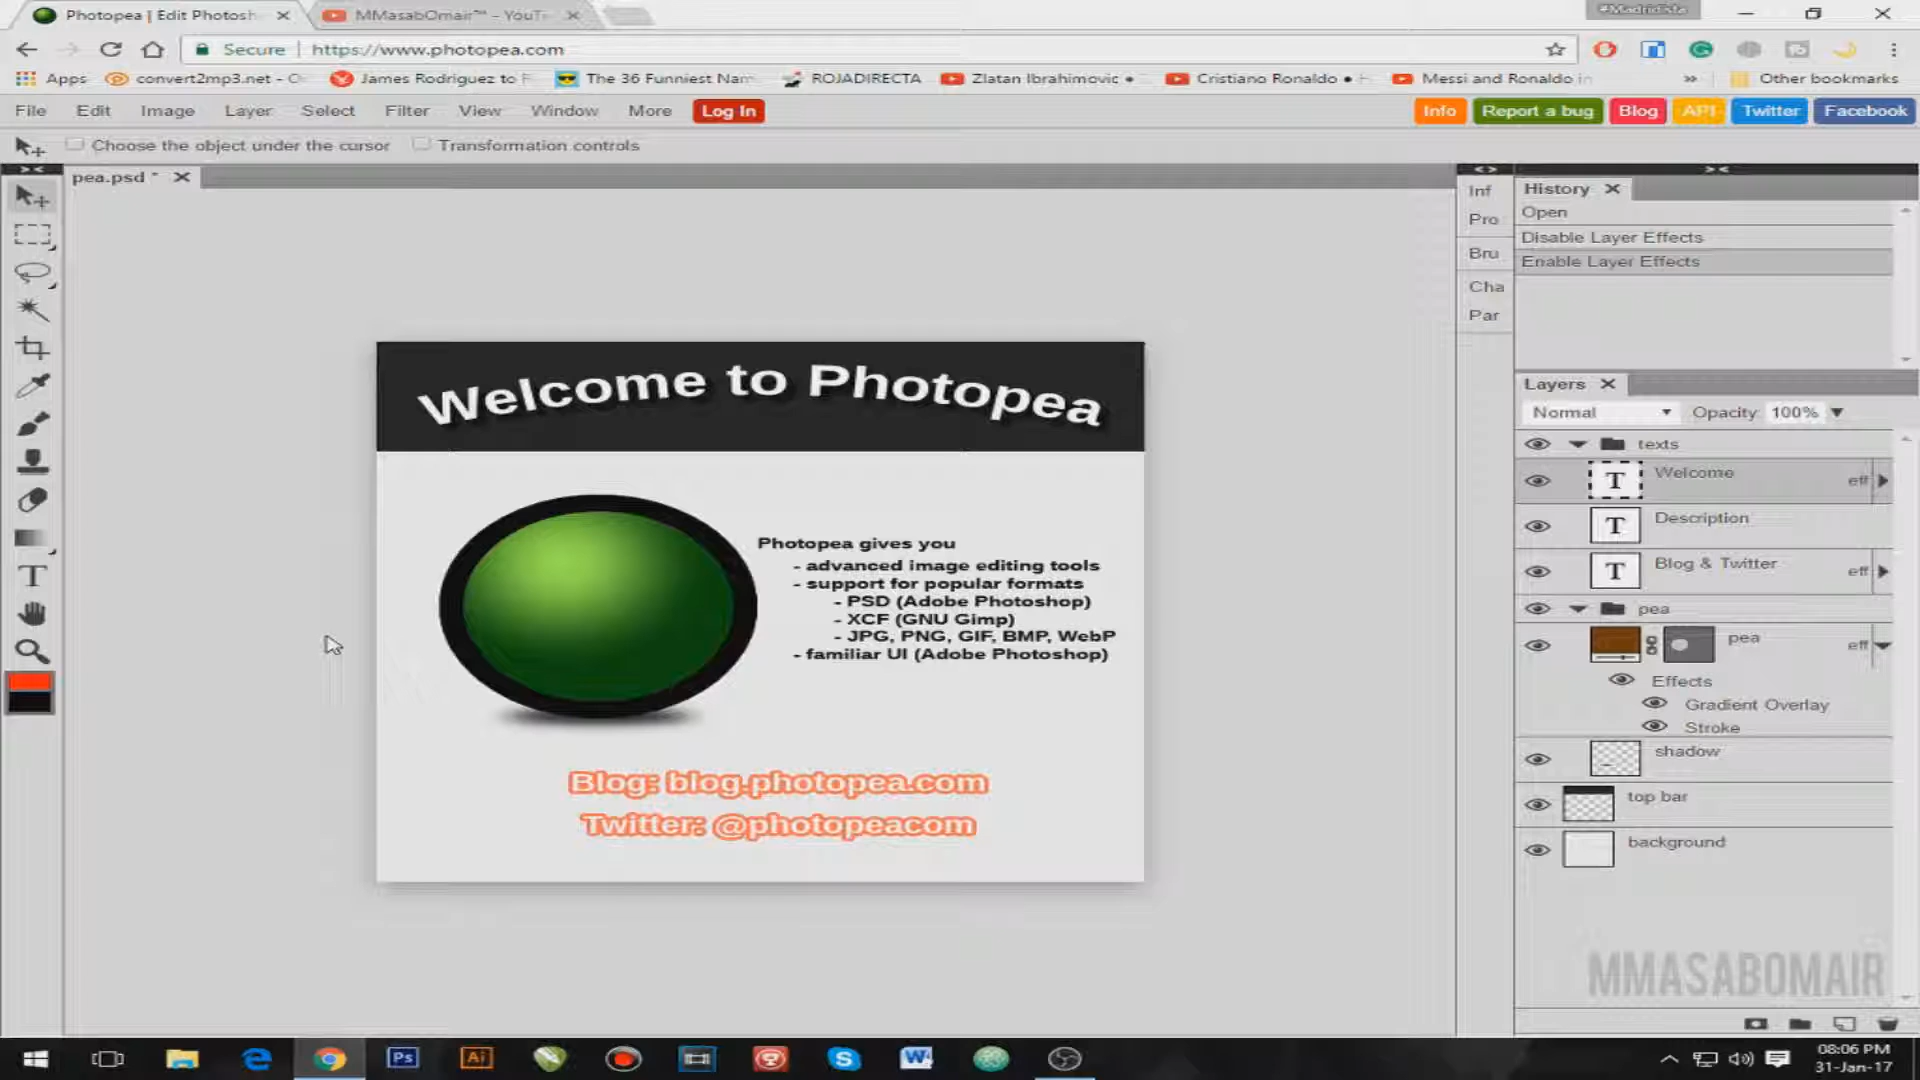 Photopea | Edit Photosh
MMasabOmair™ - YouTu
#Madridista
Secure
https://www.photopea.com
Apps
convert2mp3.net - C
James Rodriguez to F
The 36 Funniest Nam
ROJADIRECTA
Zlatan Ibrahimovic •
Cristiano Ronaldo •
Messi and Ronaldo in
»
Other bookmarks
File
Edit
Image
Layer
Select
Filter
View
Window
More
Log In
Info
Report a bug
Blog
API
Twitter
Facebook
Choose the object under the cursor
Transformation controls
pea.psd *
Inf
Pro
Bru
Cha
Par
History
Open
Disable Layer Effects
Enable Layer Effects
Welcome to Photopea
Photopea gives you
- advanced image editing tools
- support for popular formats
- PSD (Adobe Photoshop)
- XCF (GNU Gimp)
- JPG, PNG, GIF, BMP, WebP
- familiar UI (Adobe Photoshop)
Blog: blog.photopea.com
Twitter: @photopeacom
Layers
Normal
Opacity: 100%
texts
T
Welcome
eff
T
Description
T
Blog & Twitter
eff
pea
pea
eff
Effects
Gradient Overlay
Stroke
shadow
top bar
background
MMASABOMAIR
Ps
Ai
08:06 PM
31-Jan-17